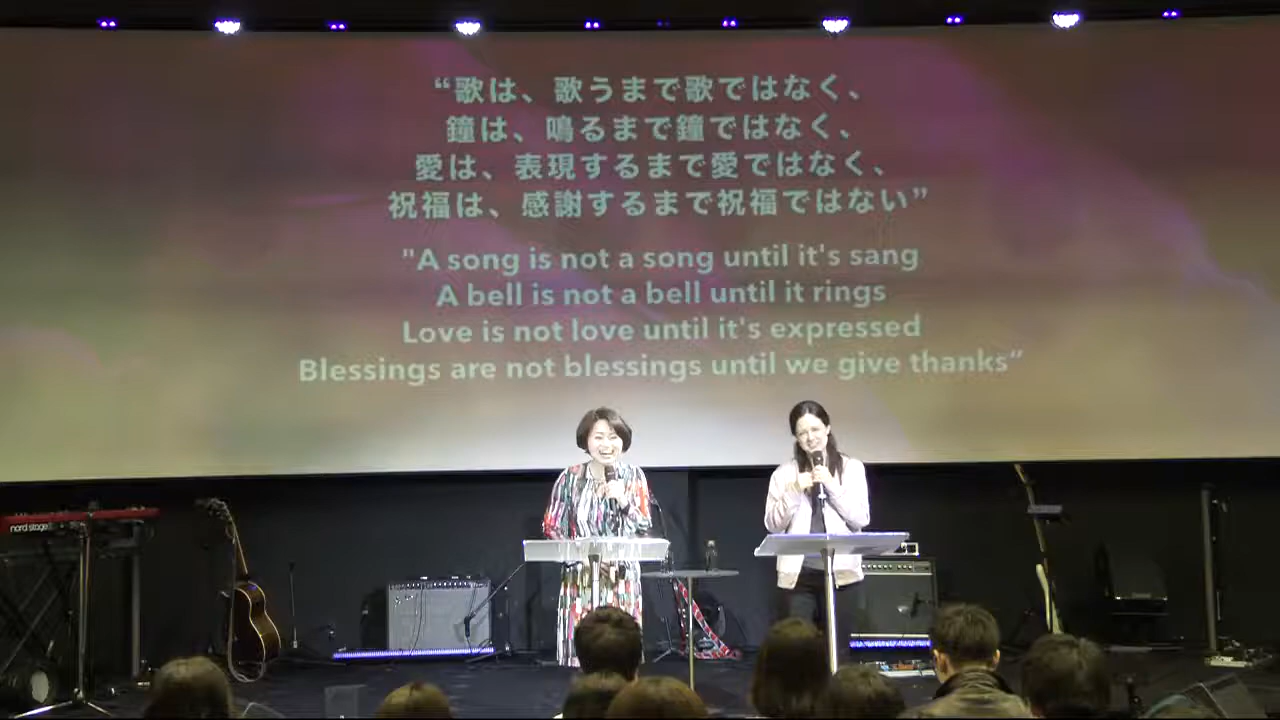 “歌は、歌うまで歌ではなく、
鐘は、鳴るまで鐘ではなく、
愛は、表現するまで愛ではなく、
祝福は、感謝するまで祝福ではない”
"A song is not a song until it's sang
A bell is not a bell until it rings
Love is not love until it's expressed
Blessings are not blessings until we give thanks”
nord stage